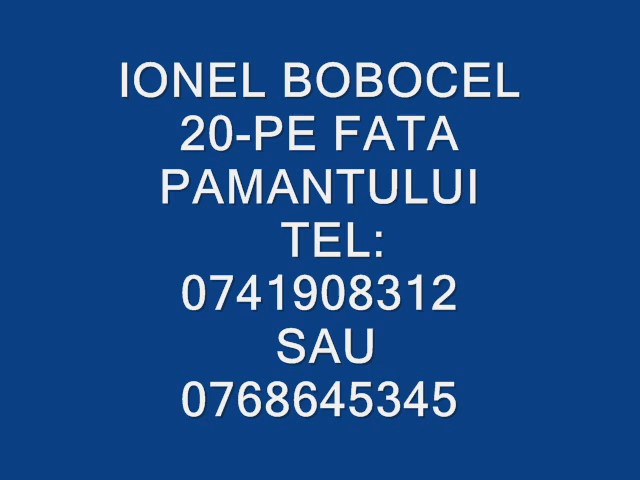 IONEL BOBOCEL
20-PE FATA
PAMANTULUI
TEL:
0741908312
SAU
0768645345